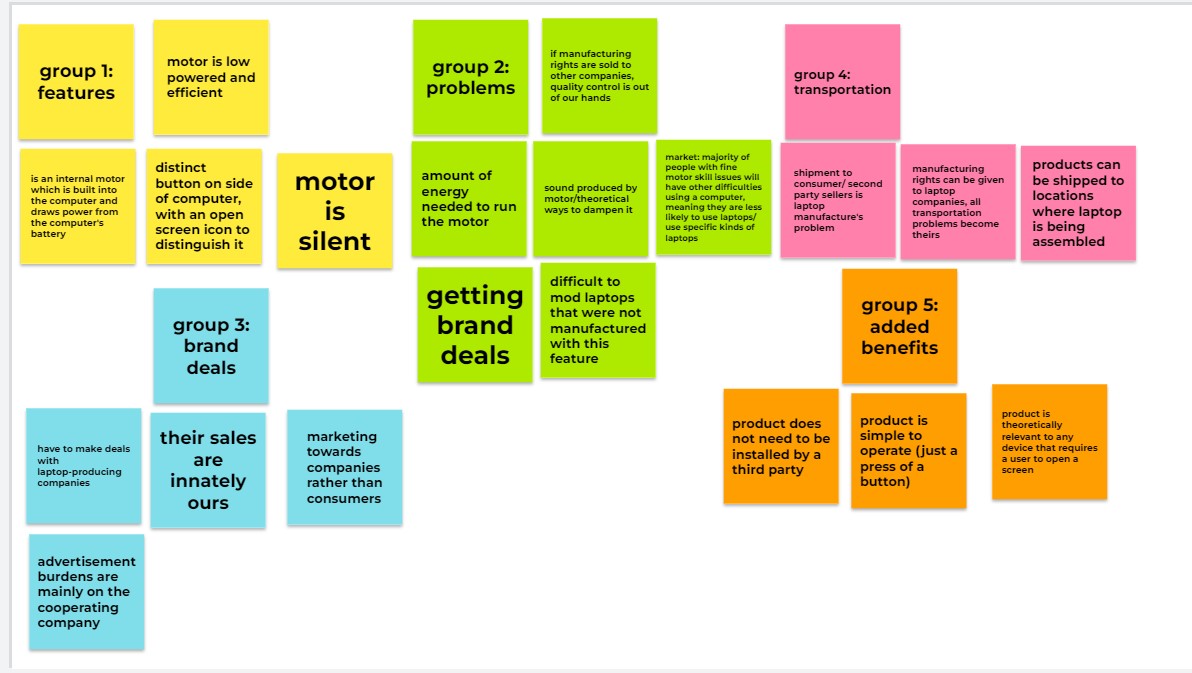 group 1:
features
motor is low
powered and
efficient
is an internal motor
which is built into
the computer and
draws power from
the computer's
battery
distinct
button on side
of computer,
with an open
screen icon to
distinguish it
motor
is
silent
group 2:
problems
if manufacturing
rights are sold to
other companies,
quality control is out
of our hands
amount of
energy
needed to run
the motor
sound produced by
motor/theoretical
ways to dampen it
market: majority of
people with fine
motor skill issues will
have other difficulties
using a computer,
meaning they are less
likely to use laptops/
use specific kinds of
laptops
getting
brand
deals
difficult to
mod laptops
that were not
manufactured
with this
feature
group 4:
transportation
shipment to
consumer/ second
party sellers is
laptop
manufacture's
problem
manufacturing
rights can be given
to laptop
companies, all
transportation
problems become
theirs
products can
be shipped to
locations
where laptop
is being
assembled
group 3:
brand
deals
have to make deals
with
laptop-producing
companies
their sales
are
innately
ours
marketing
towards
companies
rather than
consumers
advertisement
burdens are
mainly on the
cooperating
company
group 5:
added
benefits
product does
not need to be
installed by a
third party
product is
simple to
operate (just a
press of a
button)
product is
theoretically
relevant to any
device that requires
a user to open a
screen